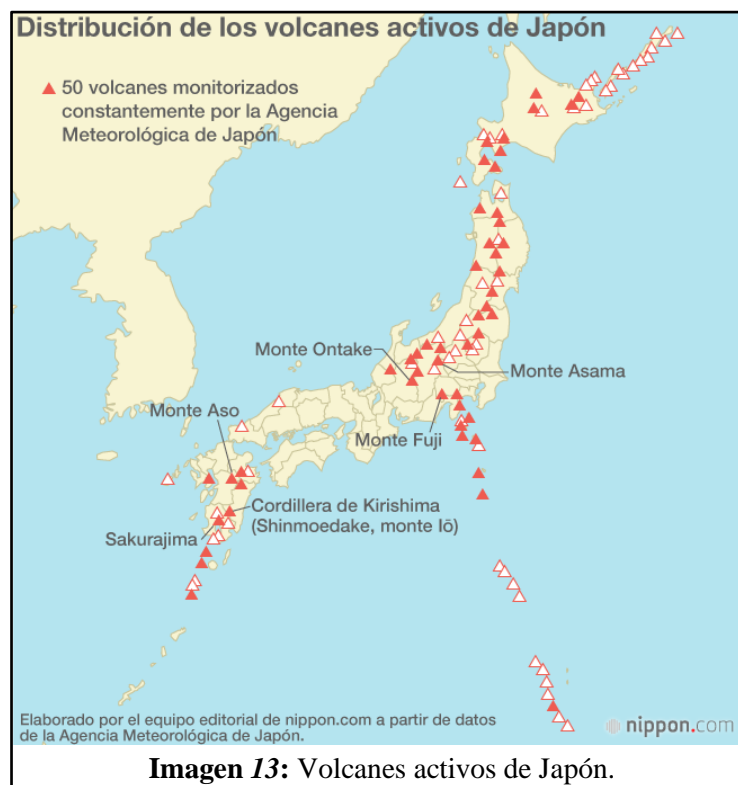 Distribución de los volcanes activos de Japón
50 volcanes monitorizados
constantemente por la Agencia
Meteorológica de Japón
Monte Ontake
Monte Asama
Monte Aso
Monte Fuji
Cordillera de Kirishima
(Shinmoedake, monte Iō)
Sakurajima
Elaborado por el equipo editorial de nippon.com a partir de datos
de la Agencia Meteorológica de Japón.
nippon.com
Imagen 13: Volcanes activos de Japón.